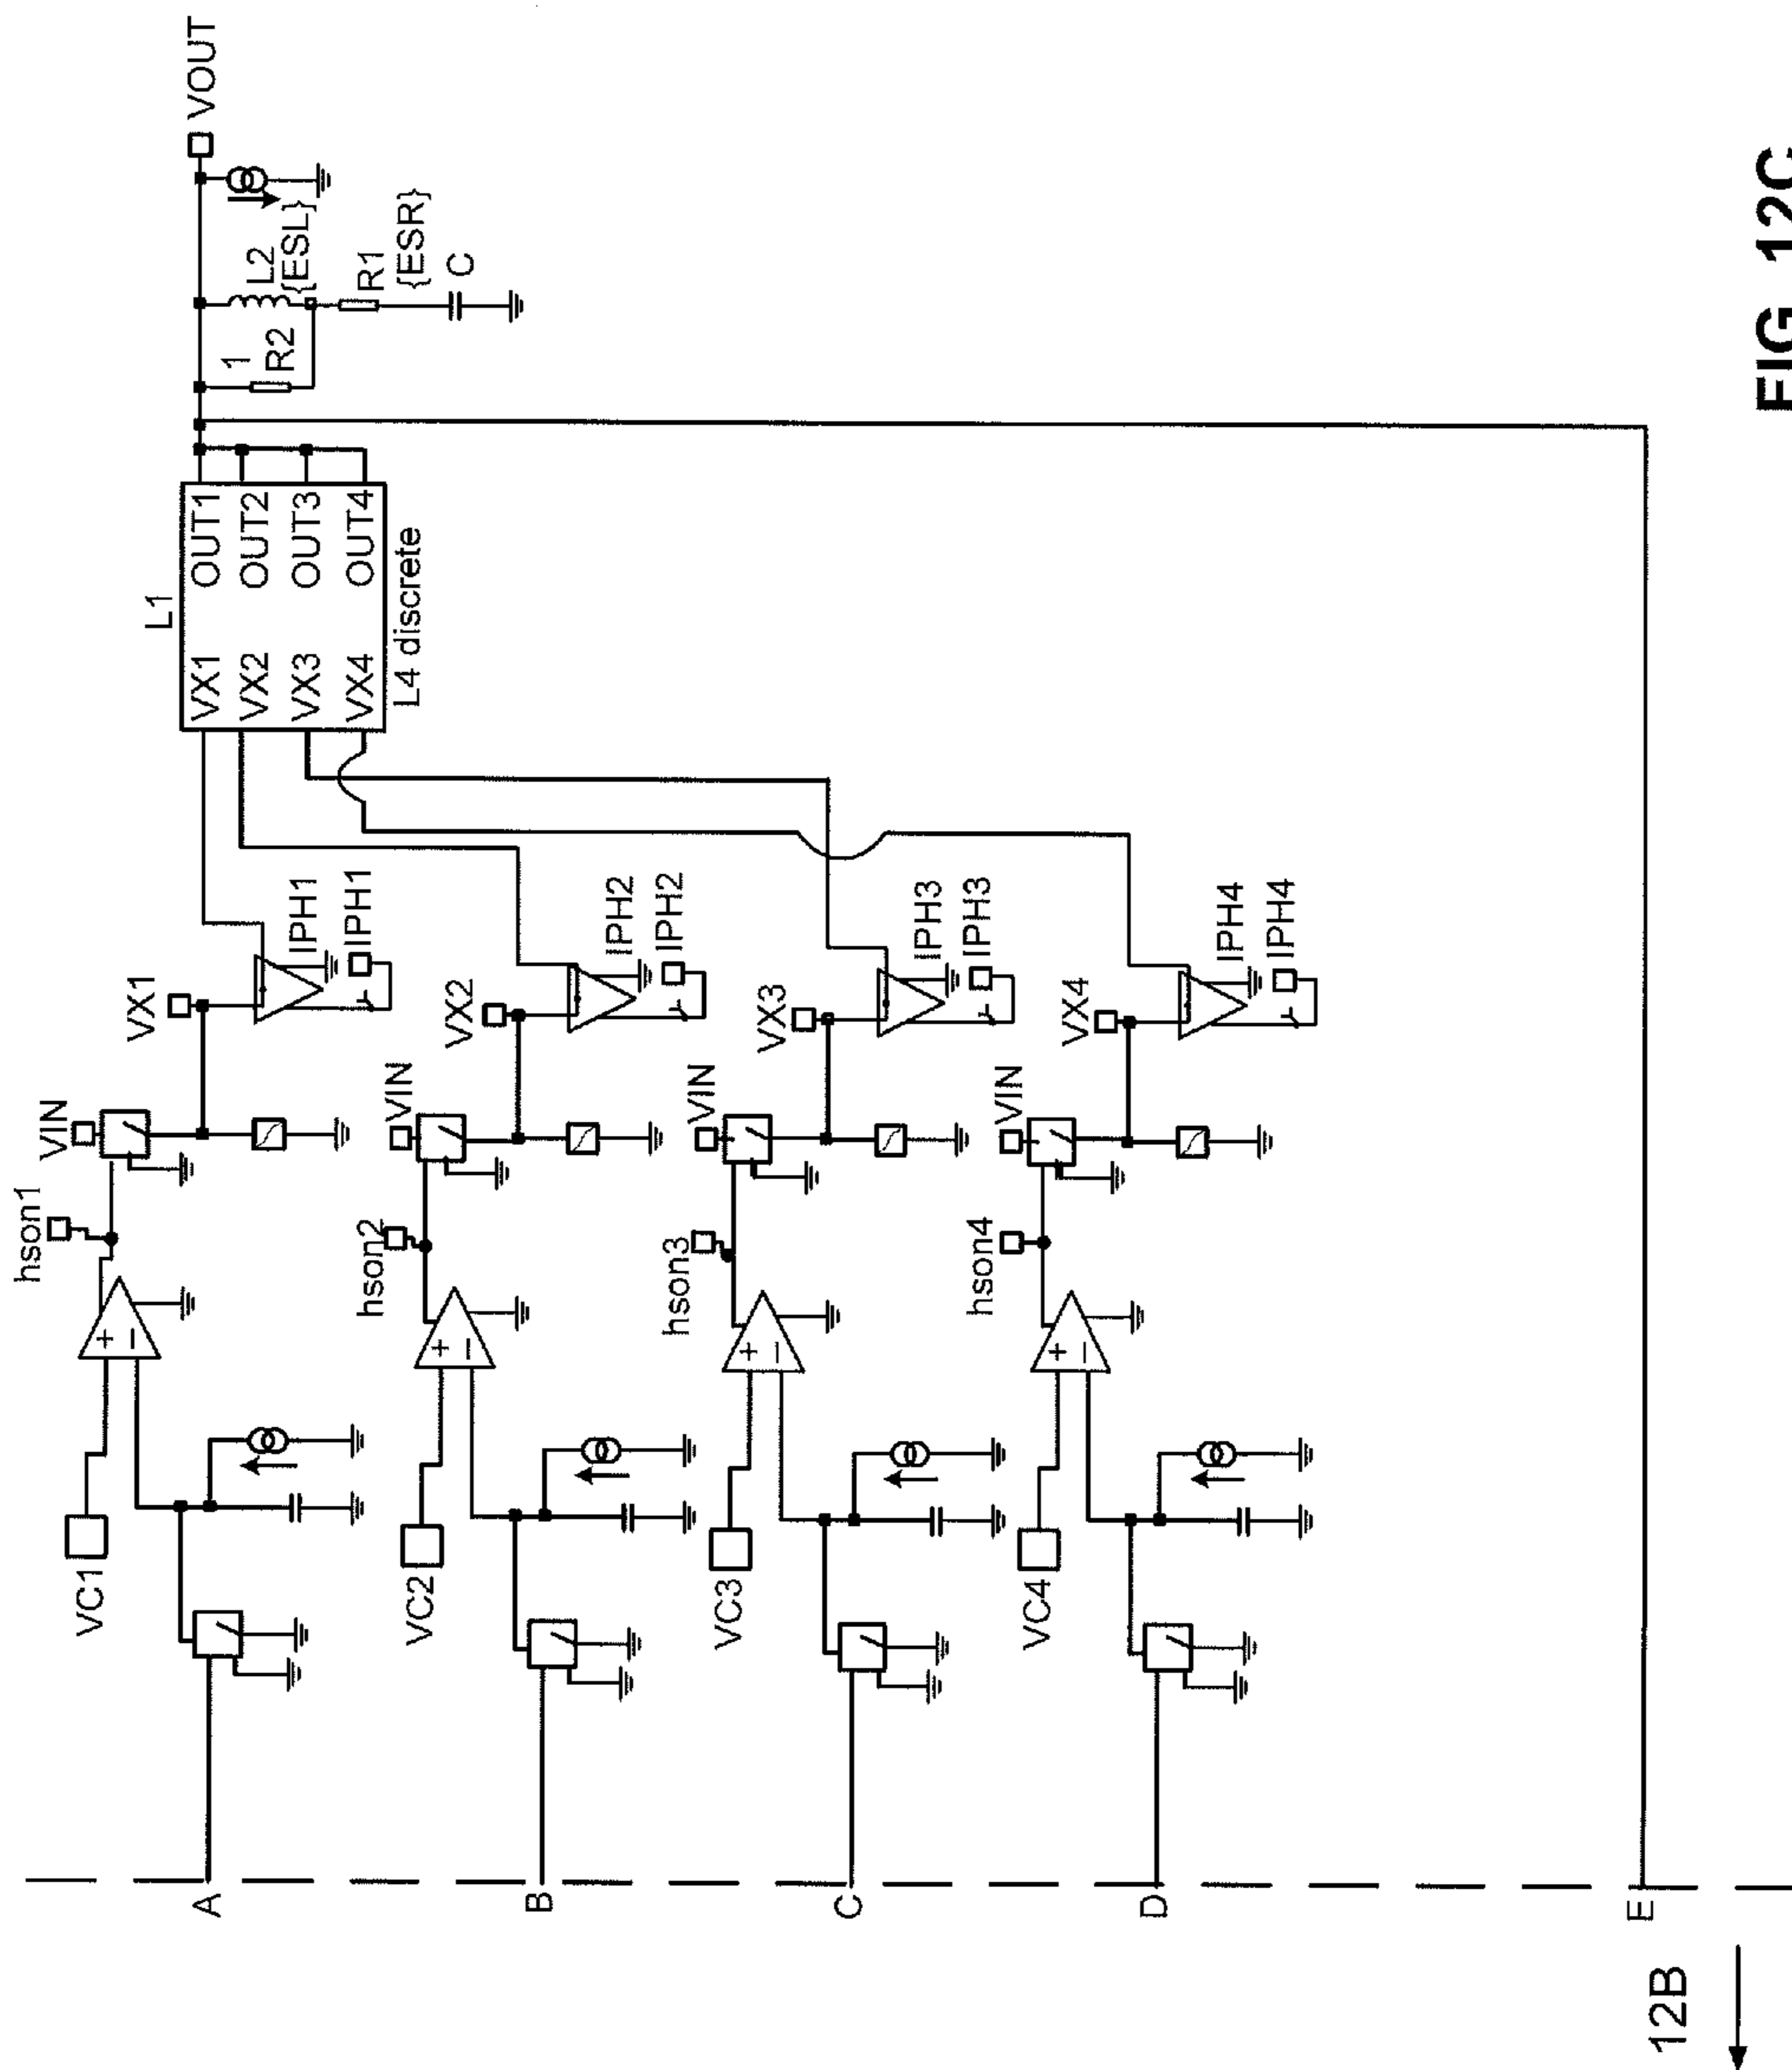 A
VC1
+
−
hson1
VIN
VX1
IPH1
IPH1
B
VC2
+
−
hson2
VIN
VX2
IPH2
IPH2
C
VC3
+
−
hson3
VIN
VX3
IPH3
IPH3
D
VC4
+
−
hson4
VIN
VX4
IPH4
IPH4
L1
VX1 OUT1
VX2 OUT2
VX3 OUT3
VX4 OUT4
L4 discrete
1
R2
L2
{ESL}
R1
{ESR}
C
VOUT
E
12B
FIG. 12C